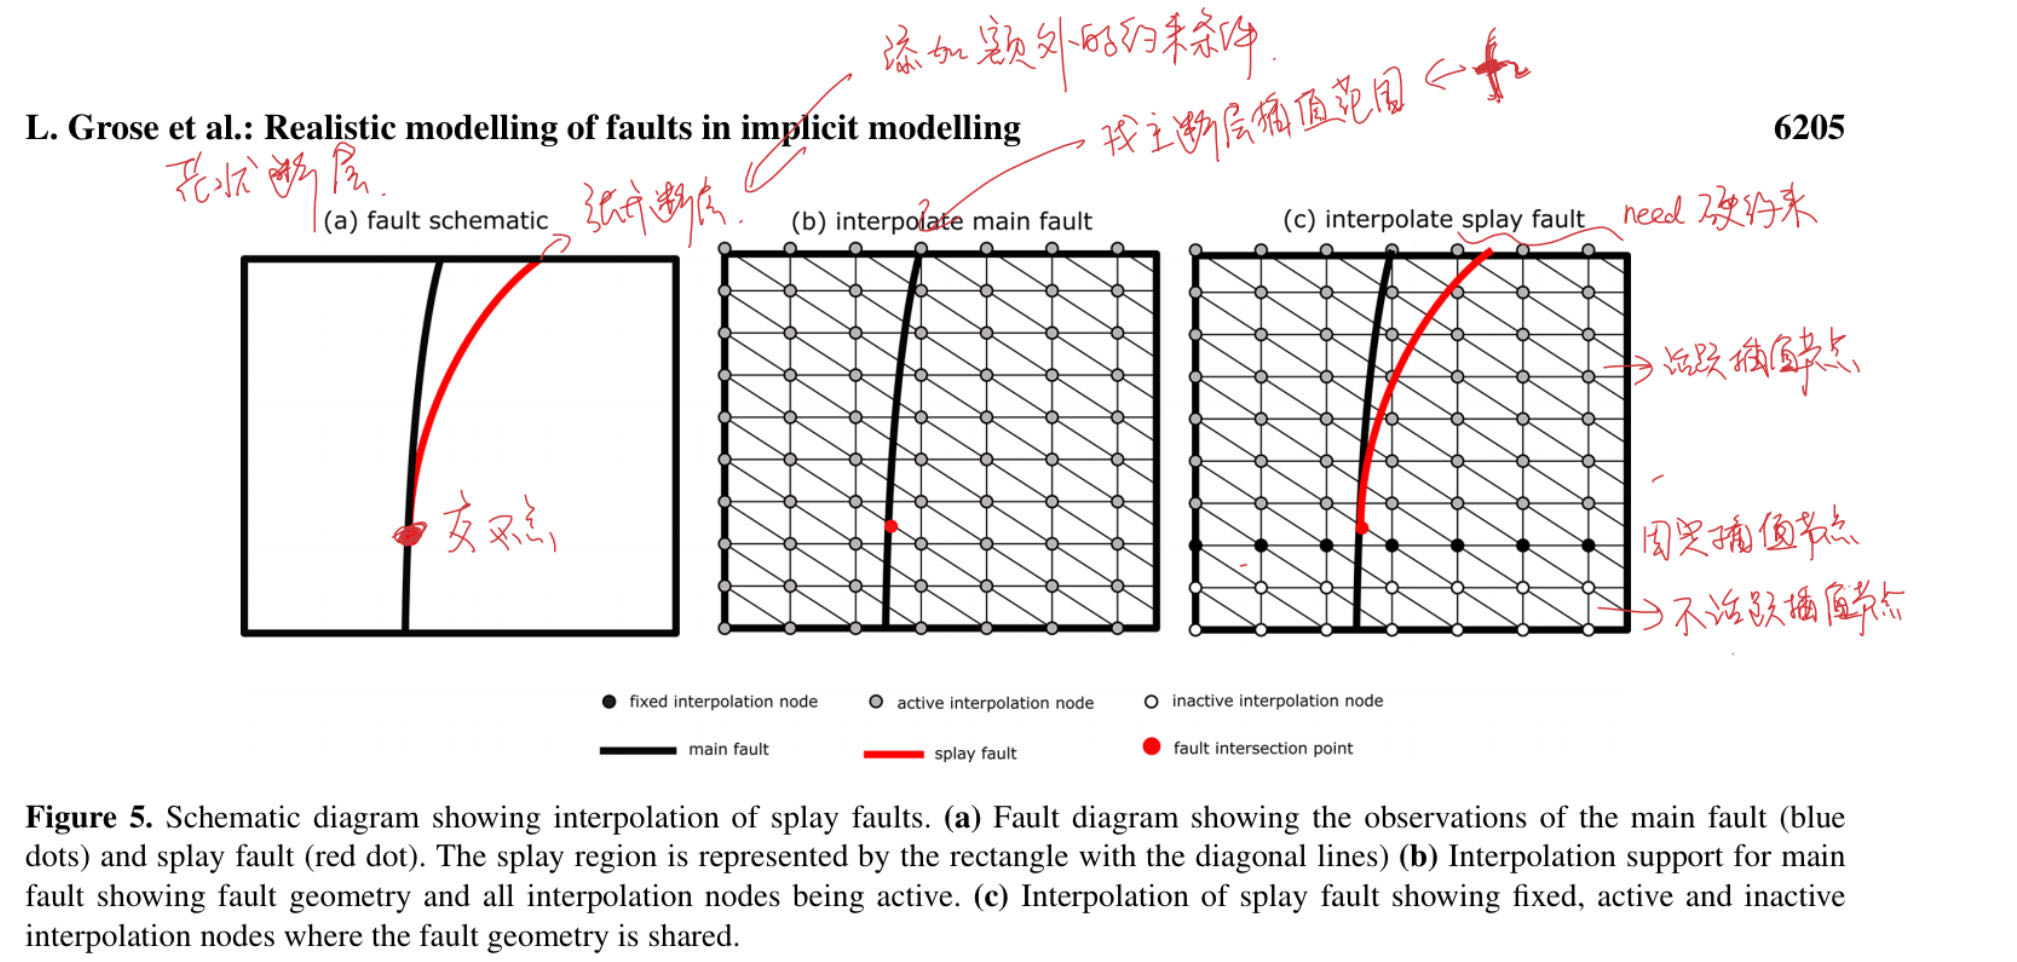 添加额外的约束条件.
L. Grose et al.: Realistic modelling of faults in implicit modelling 6205
找主断层插值范围
花状断层.
张开断层.
need 硬约束
(a) fault schematic
(b) interpolate main fault
(c) interpolate splay fault
活跃插值节点
交叉点
固定插值节点
不活跃插值节点
fixed interpolation node
active interpolation node
inactive interpolation node
main fault
splay fault
fault intersection point
Figure 5. Schematic diagram showing interpolation of splay faults. (a) Fault diagram showing the observations of the main fault (blue
dots) and splay fault (red dot). The splay region is represented by the rectangle with the diagonal lines) (b) Interpolation support for main
fault showing fault geometry and all interpolation nodes being active. (c) Interpolation of splay fault showing fixed, active and inactive
interpolation nodes where the fault geometry is shared.